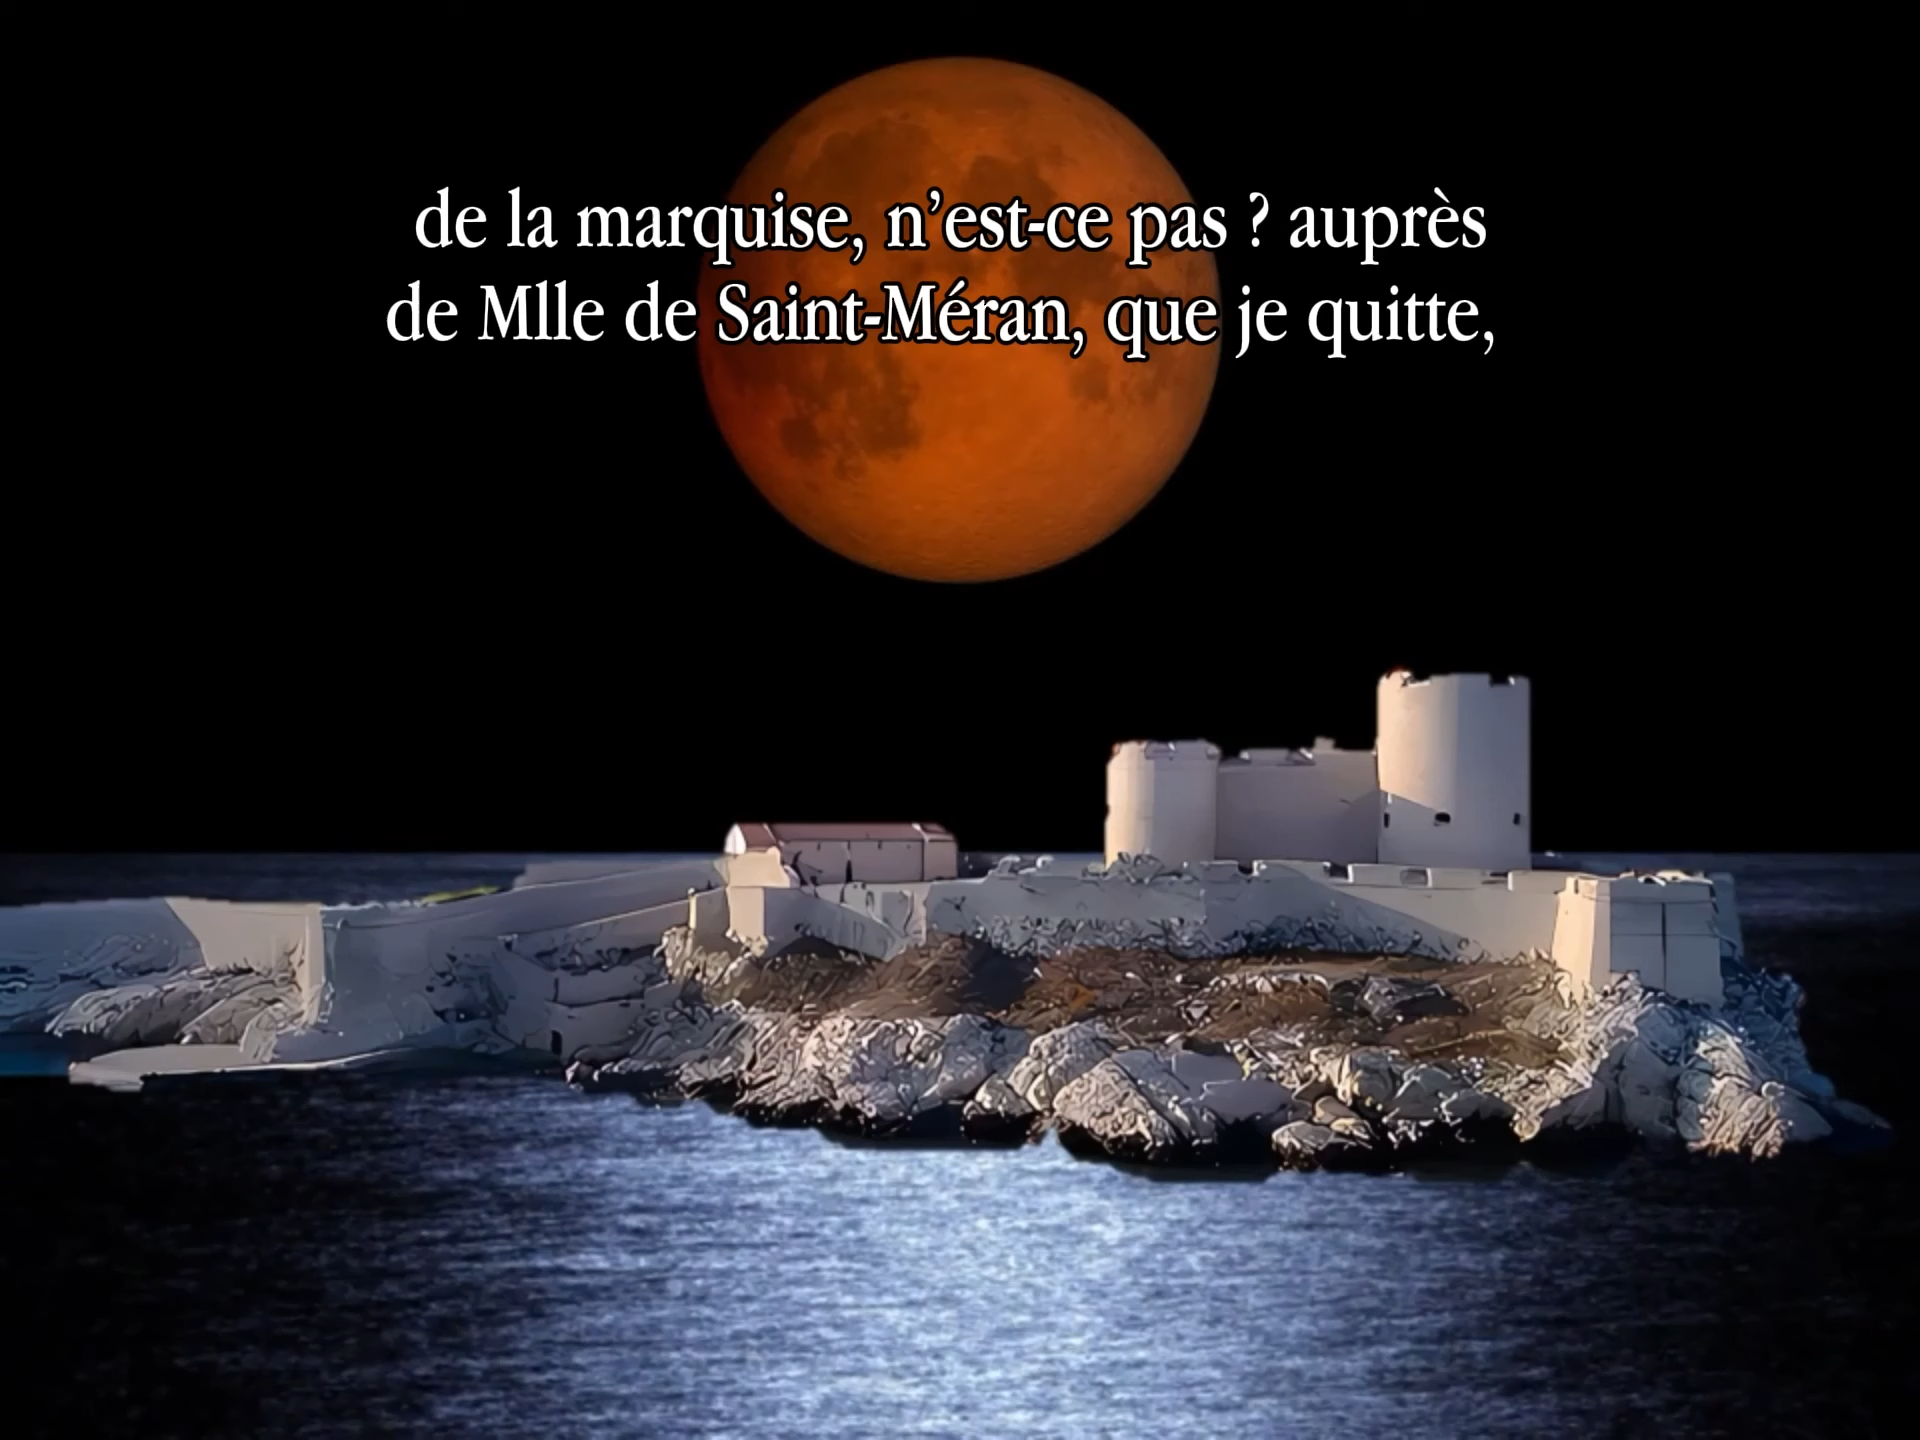 de la marquise, n’est-ce pas ? auprès
de Mlle de Saint-Méran, que je quitte,